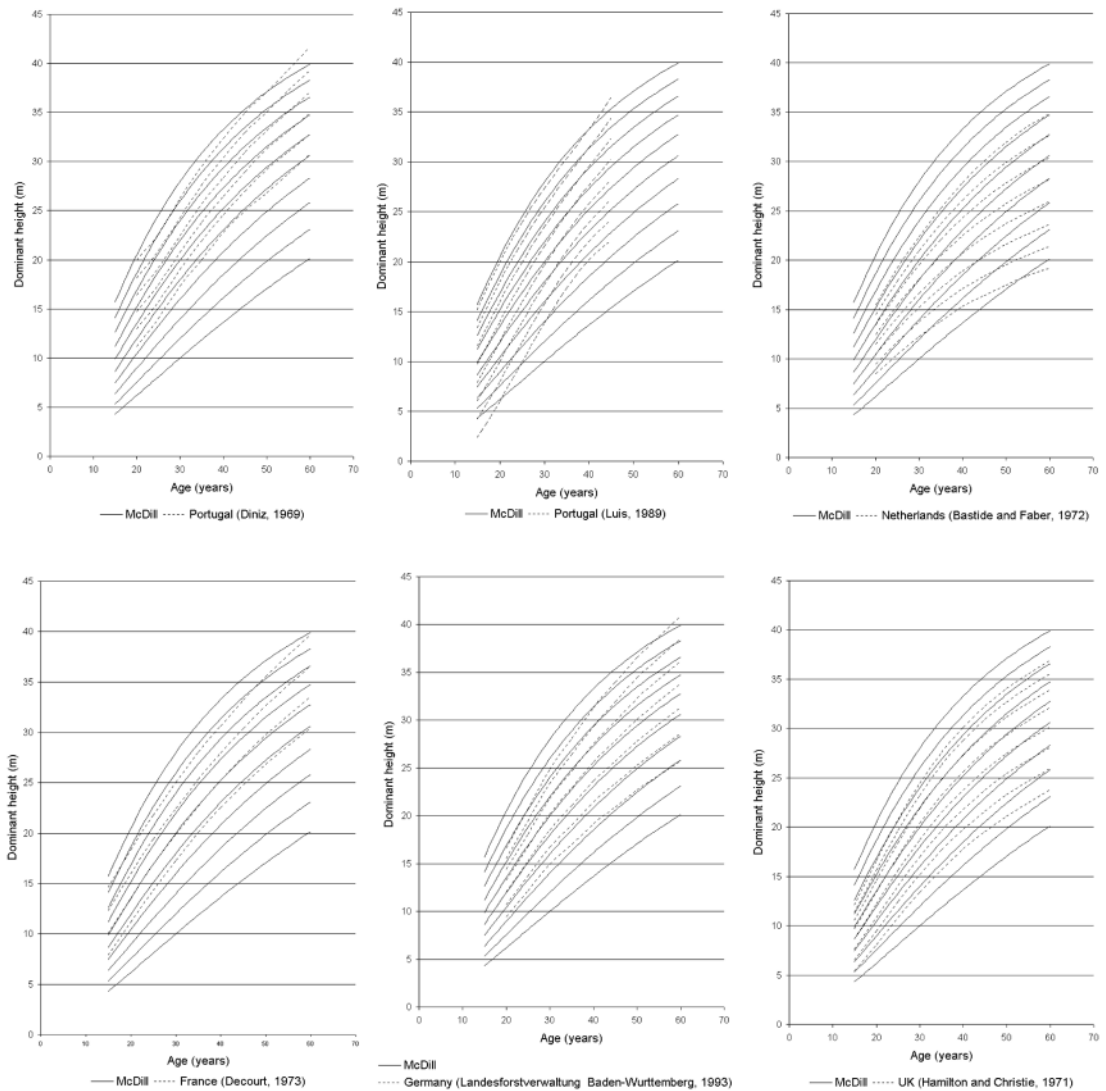 45
40
35
30
25
20
15
10
5
0
Dominant height (m)
0 10 20 30 40 50 60 70
Age (years)
McDill Portugal (Diniz, 1969)
45
40
35
30
25
20
15
10
5
0
Dominant height (m)
0 10 20 30 40 50 60 70
Age (years)
McDill Portugal (Luis, 1989)
45
40
35
30
25
20
15
10
5
0
Dominant height (m)
0 10 20 30 40 50 60 70
Age (years)
McDill Netherlands (Bastide and Faber, 1972)
45
40
35
30
25
20
15
10
5
0
Dominant height (m)
0 10 20 30 40 50 60 70
Age (years)
McDill France (Decourt, 1973)
45
40
35
30
25
20
15
10
5
0
Dominant height (m)
0 10 20 30 40 50 60 70
Age (years)
McDill
Germany (Landesforstverwaltung Baden-Wurttemberg, 1993)
45
40
35
30
25
20
15
10
5
0
Dominant height (m)
0 10 20 30 40 50 60 70
Age (years)
McDill UK (Hamilton and Christie, 1971)